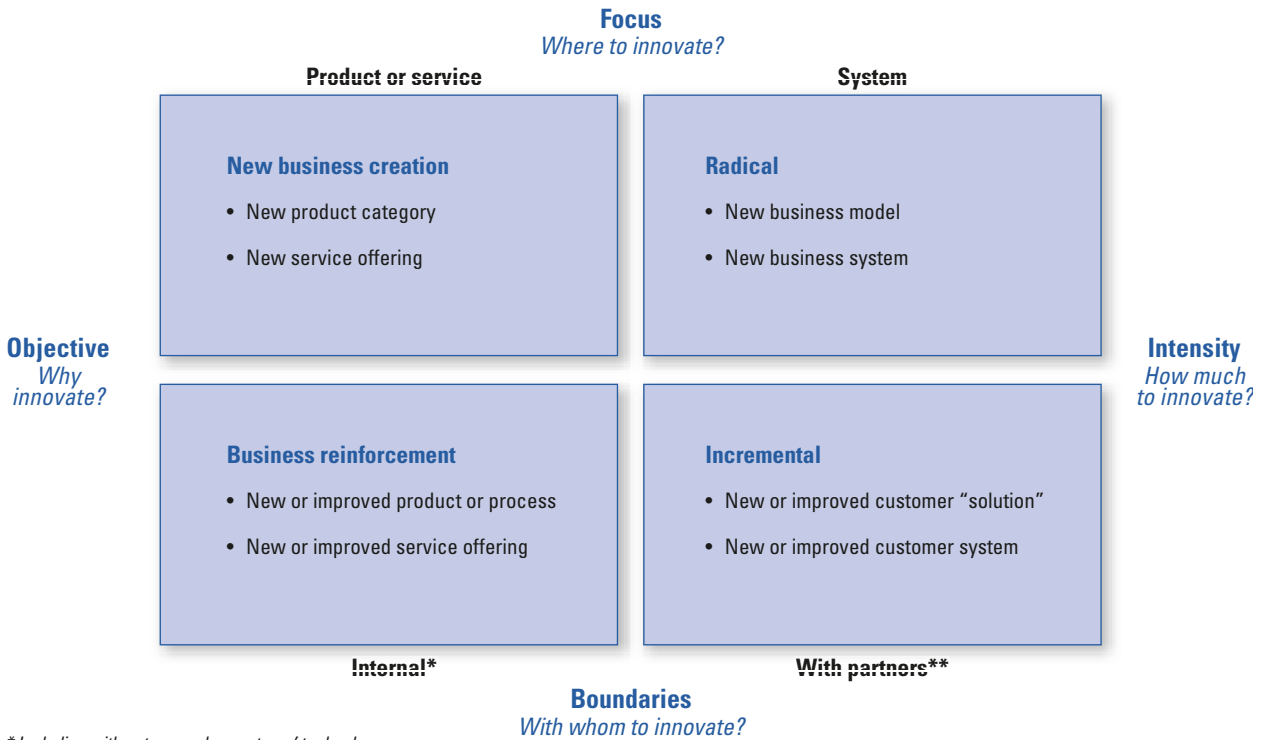 Focus
Where to innovate?
Product or service
System
New business creation
• New product category
• New service offering
Radical
• New business model
• New business system
Objective
Why
innovate?
Intensity
How much
to innovate?
Business reinforcement
• New or improved product or process
• New or improved service offering
Incremental
• New or improved customer “solution”
• New or improved customer system
Internal*
With partners**
Boundaries
With whom to innovate?